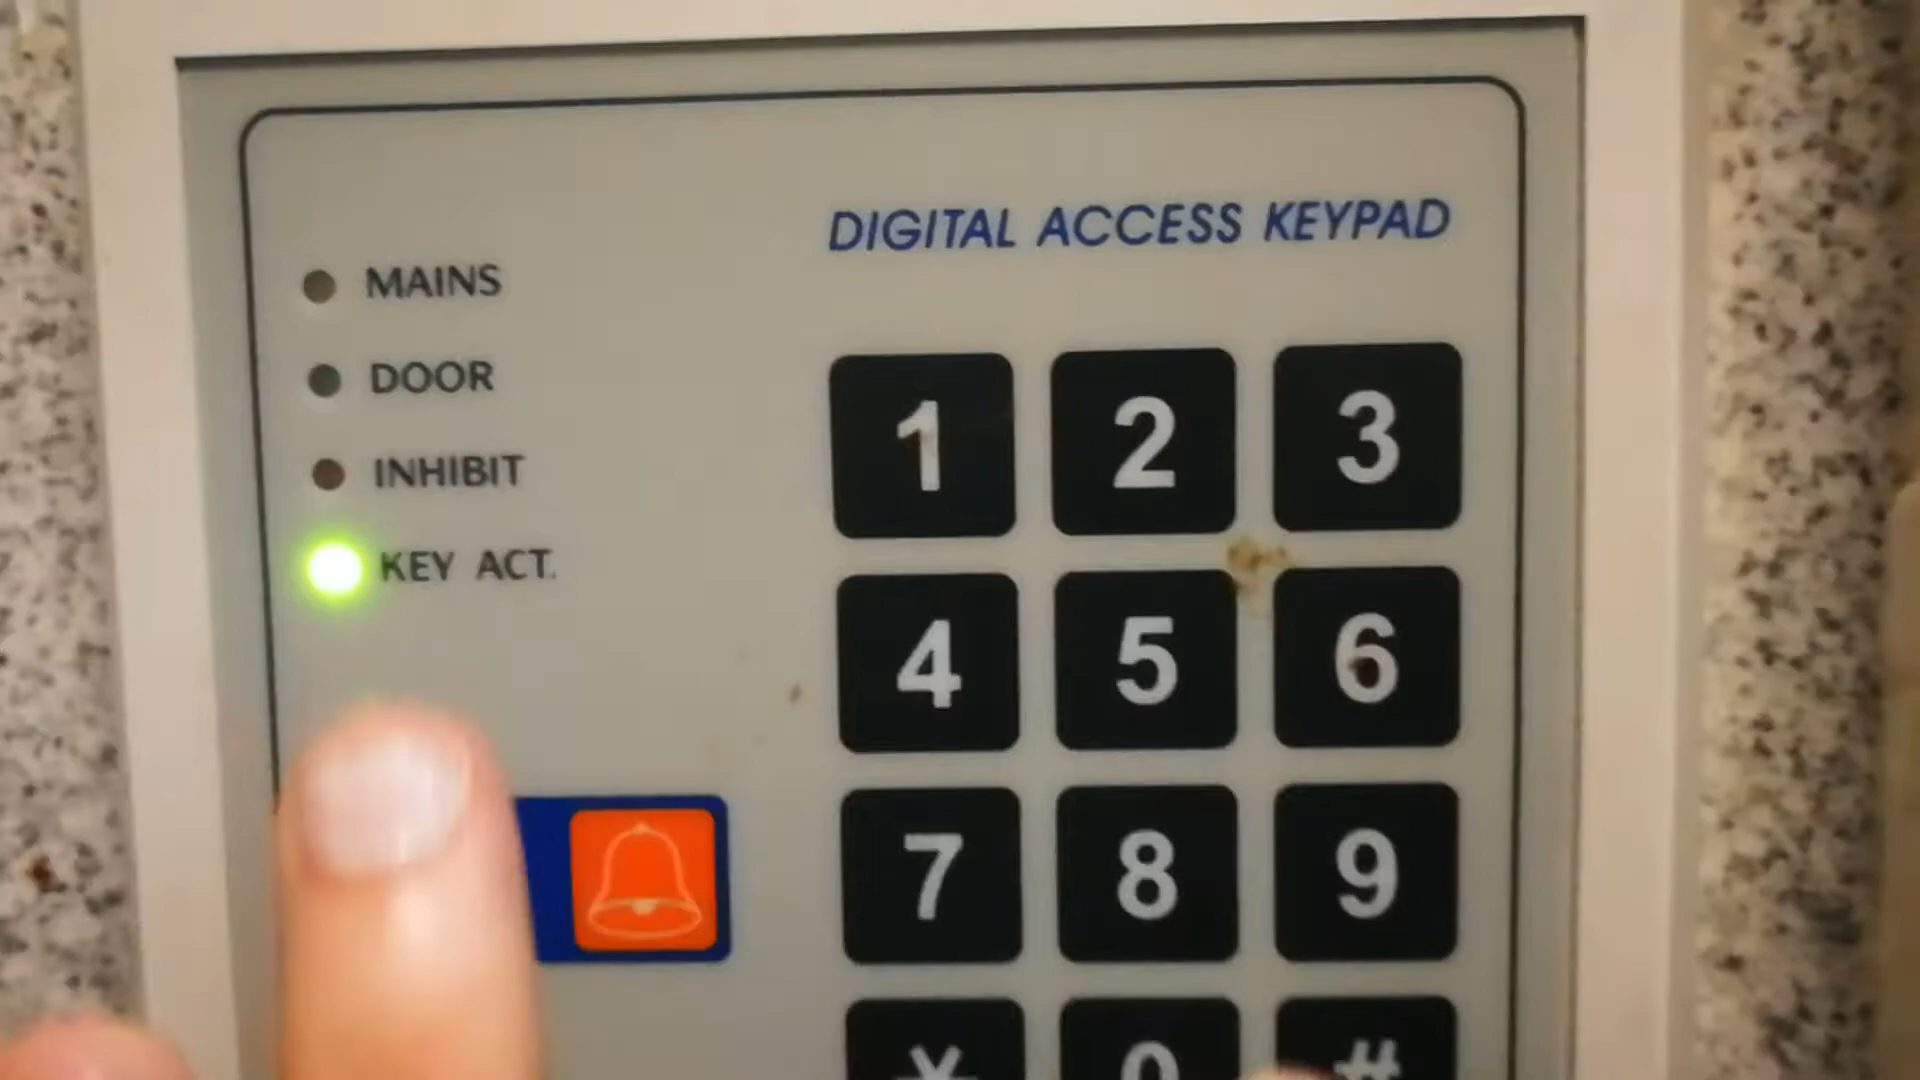 DIGITAL ACCESS KEYPAD
MAINS
DOOR
INHIBIT
KEY ACT.
1 2 3
4 5 6
7 8 9
* 0 #